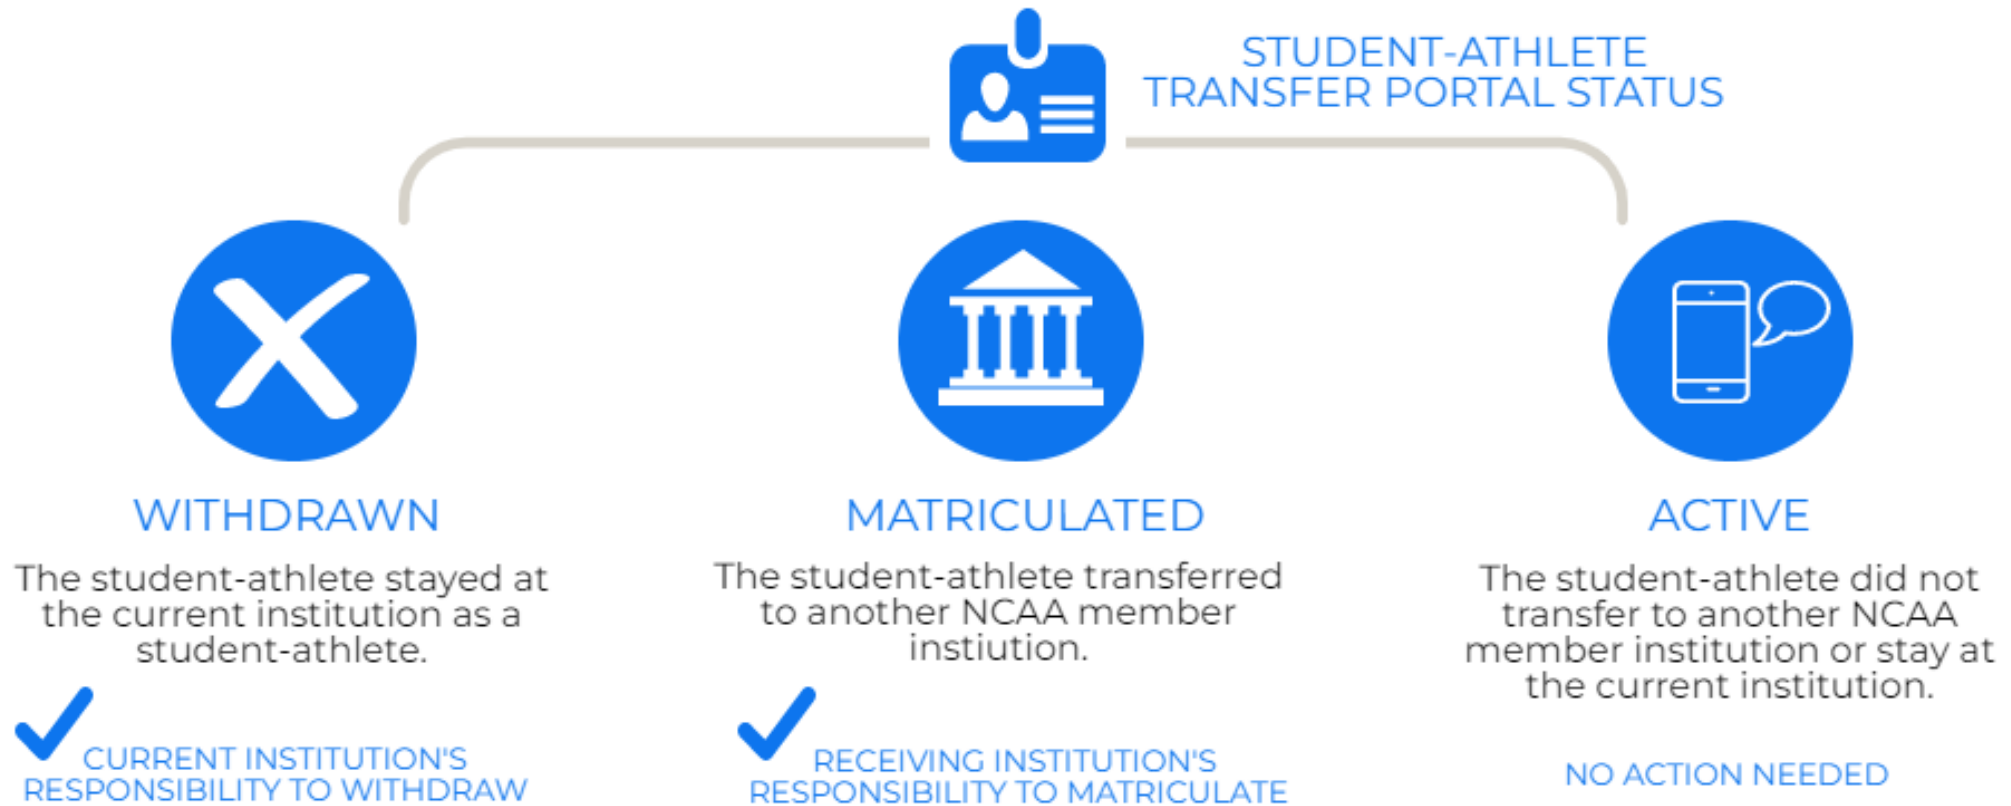 STUDENT-ATHLETE
TRANSFER PORTAL STATUS
WITHDRAWN
The student-athlete stayed at
the current institution as a
student-athlete.
CURRENT INSTITUTION'S
RESPONSIBILITY TO WITHDRAW
MATRICULATED
The student-athlete transferred
to another NCAA member
instiution.
RECEIVING INSTITUTION'S
RESPONSIBILITY TO MATRICULATE
ACTIVE
The student-athlete did not
transfer to another NCAA
member institution or stay at
the current institution.
NO ACTION NEEDED